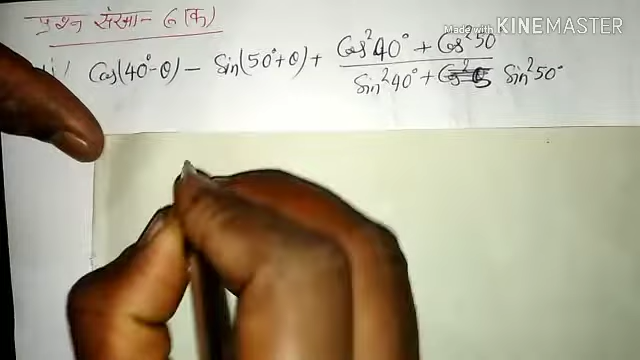 प्रश्न संख्या - 6 (क)
Made with KINEMASTER
Cos(40°-θ) - Sin(50°+θ) + (Cos²40° + Cos²50) / (Sin²40° + Sin²50°)